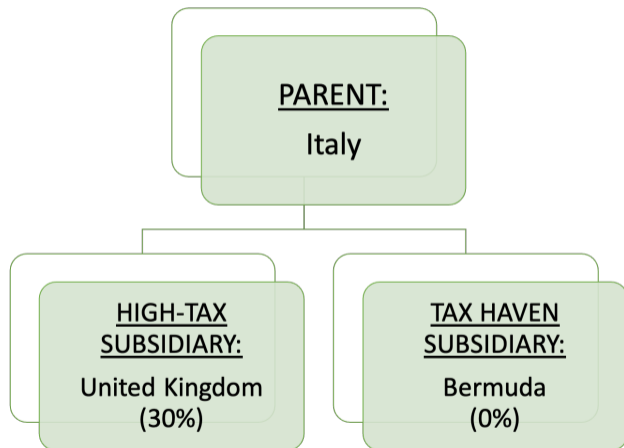 PARENT:
Italy
HIGH-TAX
SUBSIDIARY:
United Kingdom
(30%)
TAX HAVEN
SUBSIDIARY:
Bermuda
(0%)